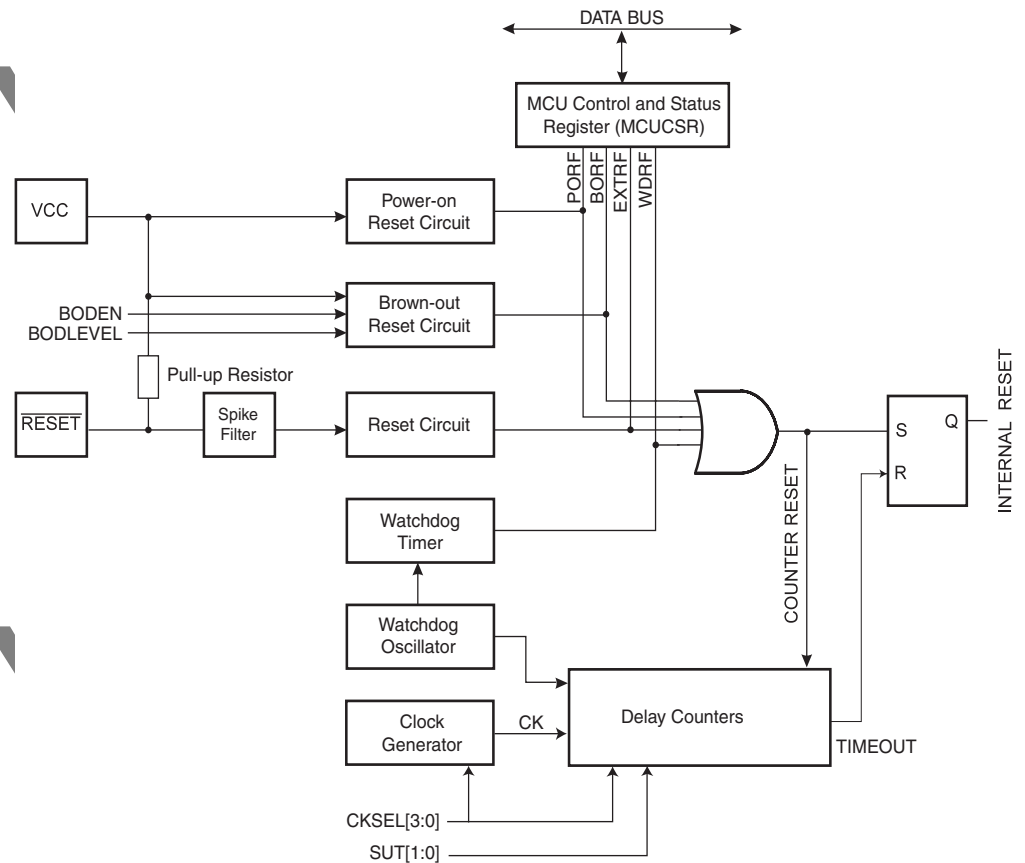 DATA BUS
MCU Control and Status
Register (MCUCSR)
PORF
BORF
EXTRF
WDRF
VCC
Power-on
Reset Circuit
BODEN
BODLEVEL
Brown-out
Reset Circuit
Pull-up Resistor
RESET
Spike
Filter
Reset Circuit
S
Q
R
INTERNAL RESET
Watchdog
Timer
COUNTER RESET
Watchdog
Oscillator
Clock
Generator
CK
Delay Counters
TIMEOUT
CKSEL[3:0]
SUT[1:0]